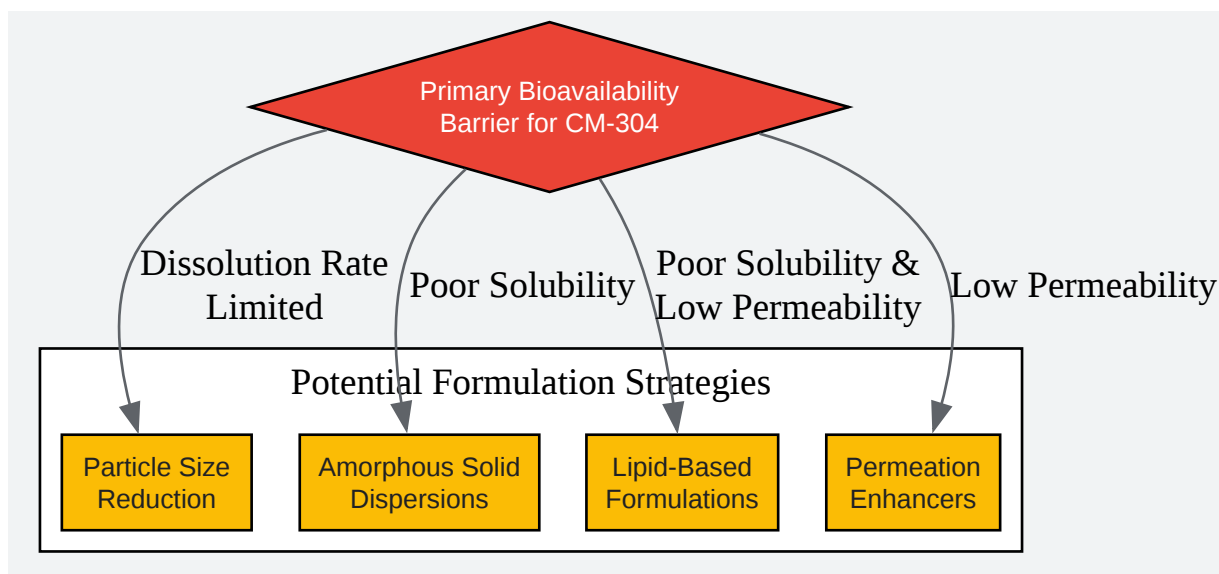 Primary Bioavailability
Barrier for CM-304
Dissolution Rate
Limited
Poor Solubility
Poor Solubility &
Low Permeability
Low Permeability
Potential Formulation Strategies
Particle Size
Reduction
Amorphous Solid
Dispersions
Lipid-Based
Formulations
Permeation
Enhancers